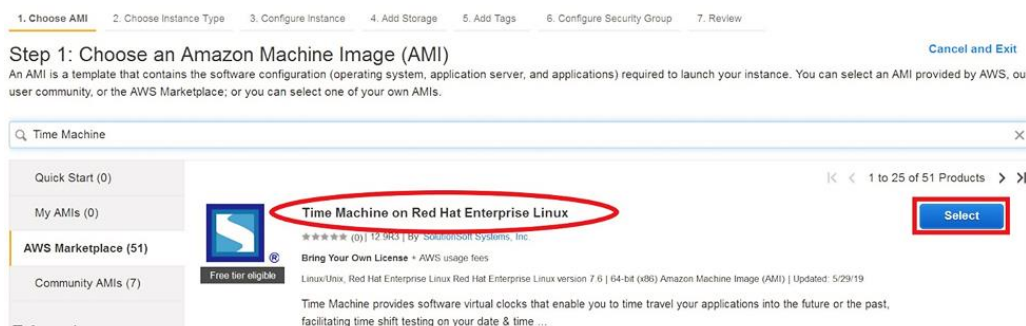 1. Choose AMI 2. Choose Instance Type 3. Configure Instance 4. Add Storage 5. Add Tags 6. Configure Security Group 7. Review
Step 1: Choose an Amazon Machine Image (AMI)
Cancel and Exit
An AMI is a template that contains the software configuration (operating system, application server, and applications) required to launch your instance. You can select an AMI provided by AWS, ou
user community, or the AWS Marketplace; or you can select one of your own AMIs.
Time Machine
Quick Start (0)
My AMIs (0)
AWS Marketplace (51)
Community AMIs (7)
1 to 25 of 51 Products
S ®
Free tier eligible
Time Machine on Red Hat Enterprise Linux
Select
(0) | 12.9R3 | By SolutionSoft Systems, Inc.
Bring Your Own License + AWS usage fees
Linux/Unix, Red Hat Enterprise Linux Red Hat Enterprise Linux version 7.6 | 64-bit (x86) Amazon Machine Image (AMI) | Updated: 5/29/19
Time Machine provides software virtual clocks that enable you to time travel your applications into the future or the past,
facilitating time shift testing on your date & time ...